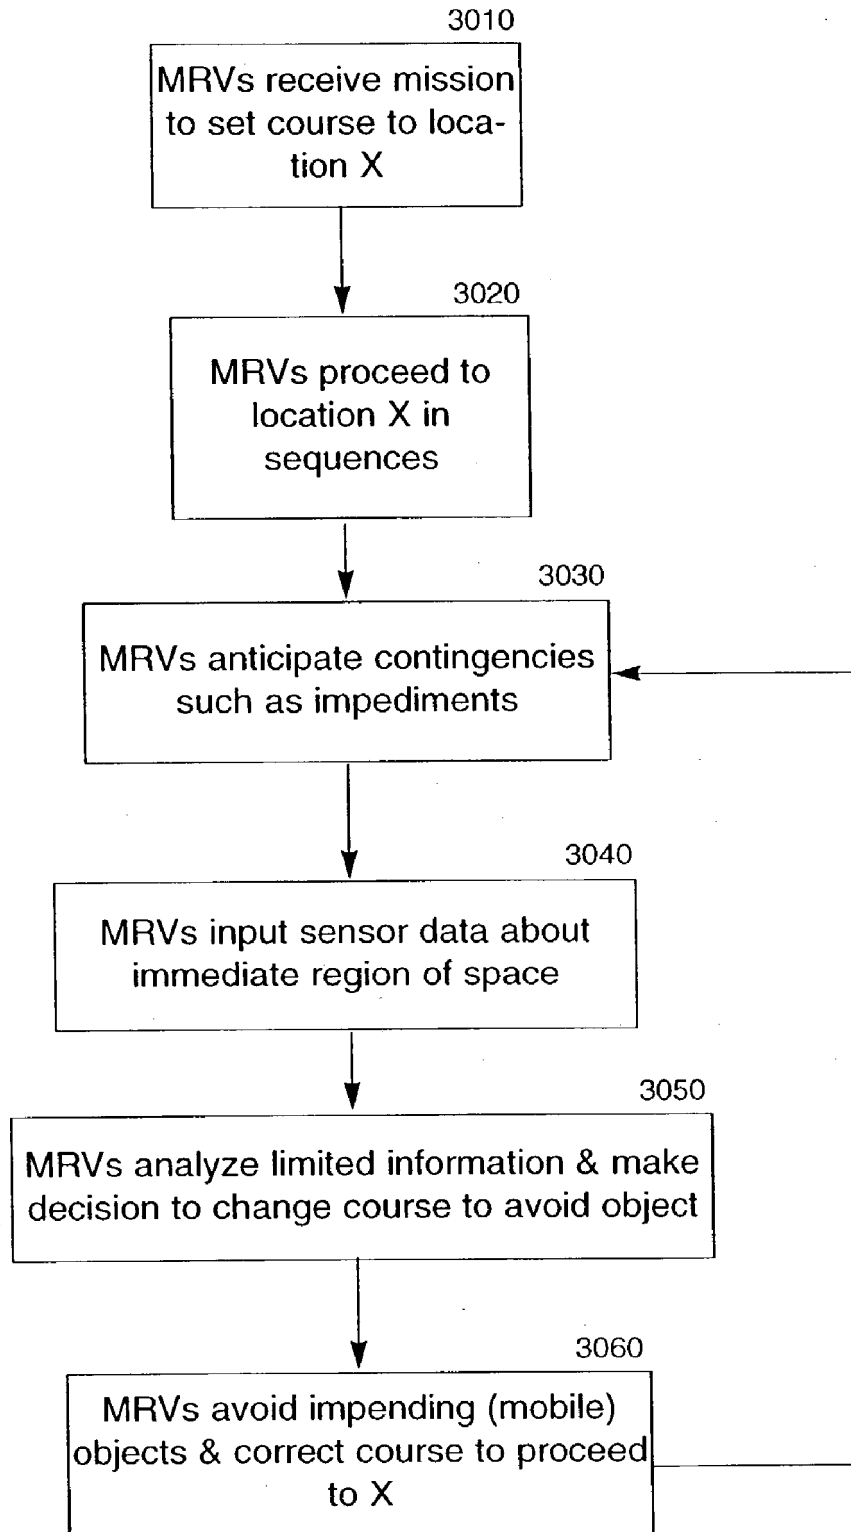 3010
MRVs receive mission
to set course to loca-
tion X
3020
MRVs proceed to
location X in
sequences
3030
MRVs anticipate contingencies
such as impediments
3040
MRVs input sensor data about
immediate region of space
3050
MRVs analyze limited information & make
decision to change course to avoid object
3060
MRVs avoid impending (mobile)
objects & correct course to proceed
to X